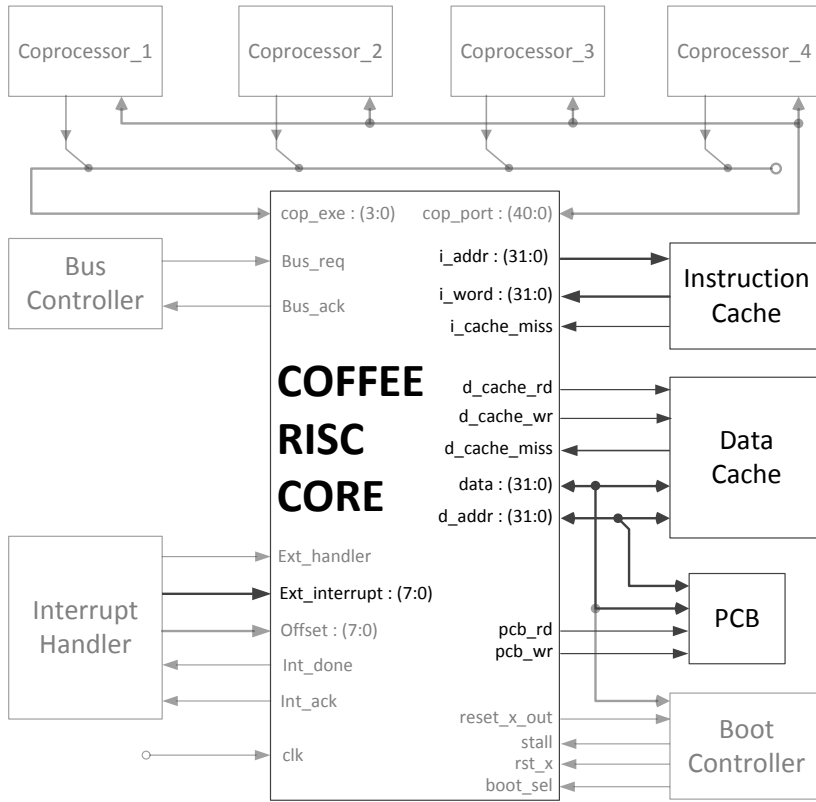 Coprocessor_1
Coprocessor_2
Coprocessor_3
Coprocessor_4
cop_exe : (3:0)
cop_port : (40:0)
Bus
Controller
Bus_req
Bus_ack
i_addr : (31:0)
i_word : (31:0)
i_cache_miss
Instruction
Cache
COFFEE
RISC
CORE
d_cache_rd
d_cache_wr
d_cache_miss
data : (31:0)
d_addr : (31:0)
Data
Cache
Interrupt
Handler
Ext_handler
Ext_interrupt : (7:0)
Offset : (7:0)
Int_done
Int_ack
clk
pcb_rd
pcb_wr
PCB
reset_x_out
stall
rst_x
boot_sel
Boot
Controller